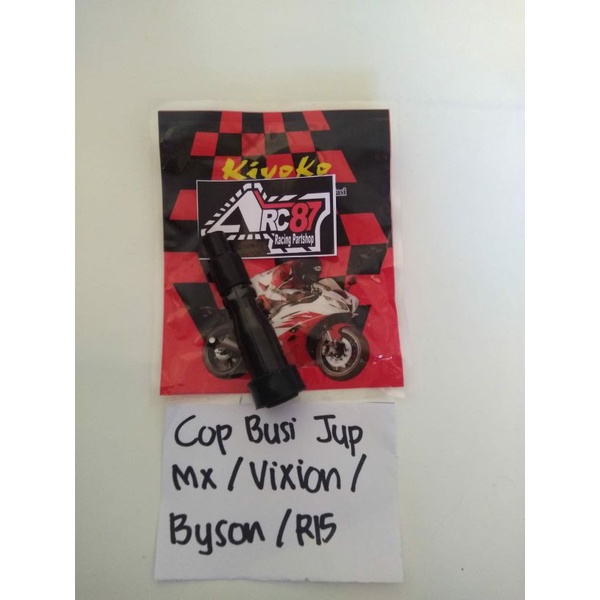 Kiyoko
ARC87
Racing Partshop
Cop Busi Jup
MX / Vixion /
Byson / R15